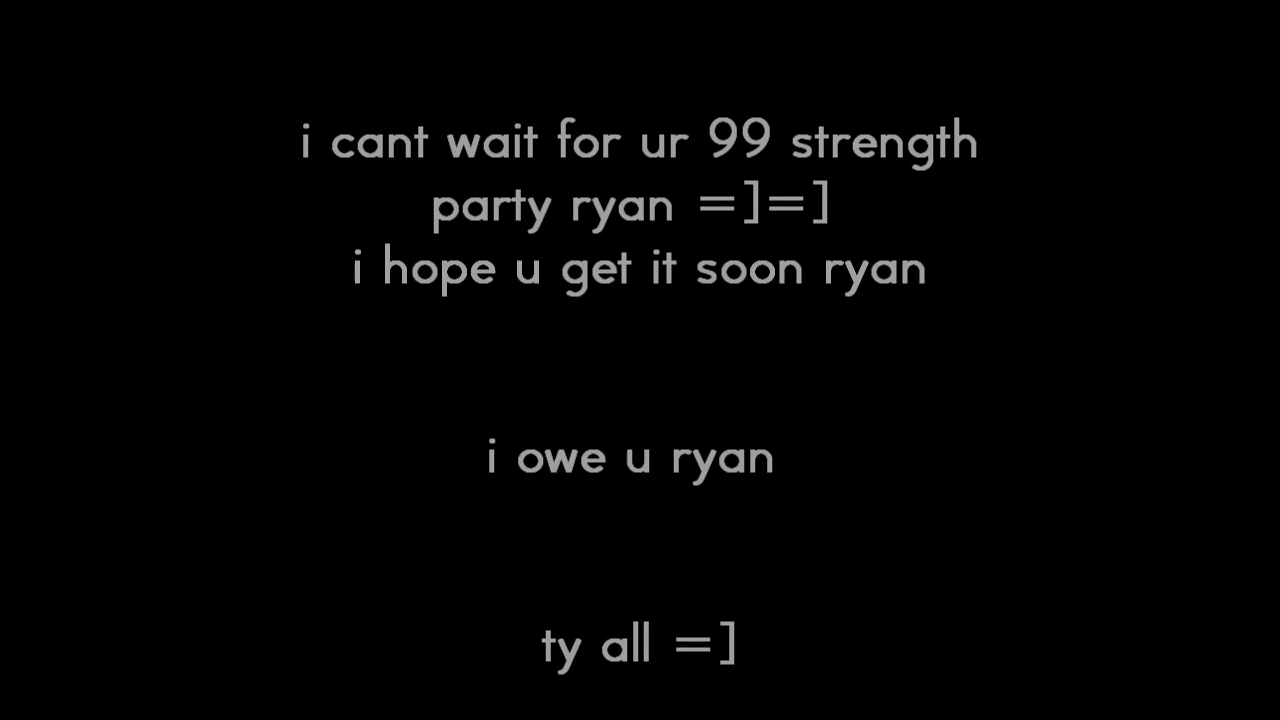 i cant wait for ur 99 strength
party ryan =]=]
i hope u get it soon ryan
i owe u ryan
ty all =]